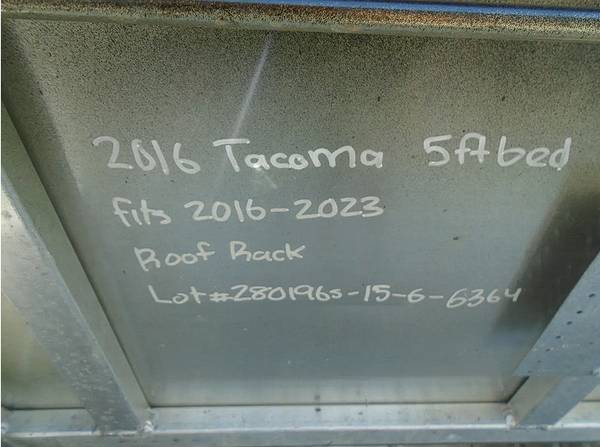 2016 Tacoma 5ft bed
fits 2016-2023
Roof Rack
Lot#280196s-15-6-6364